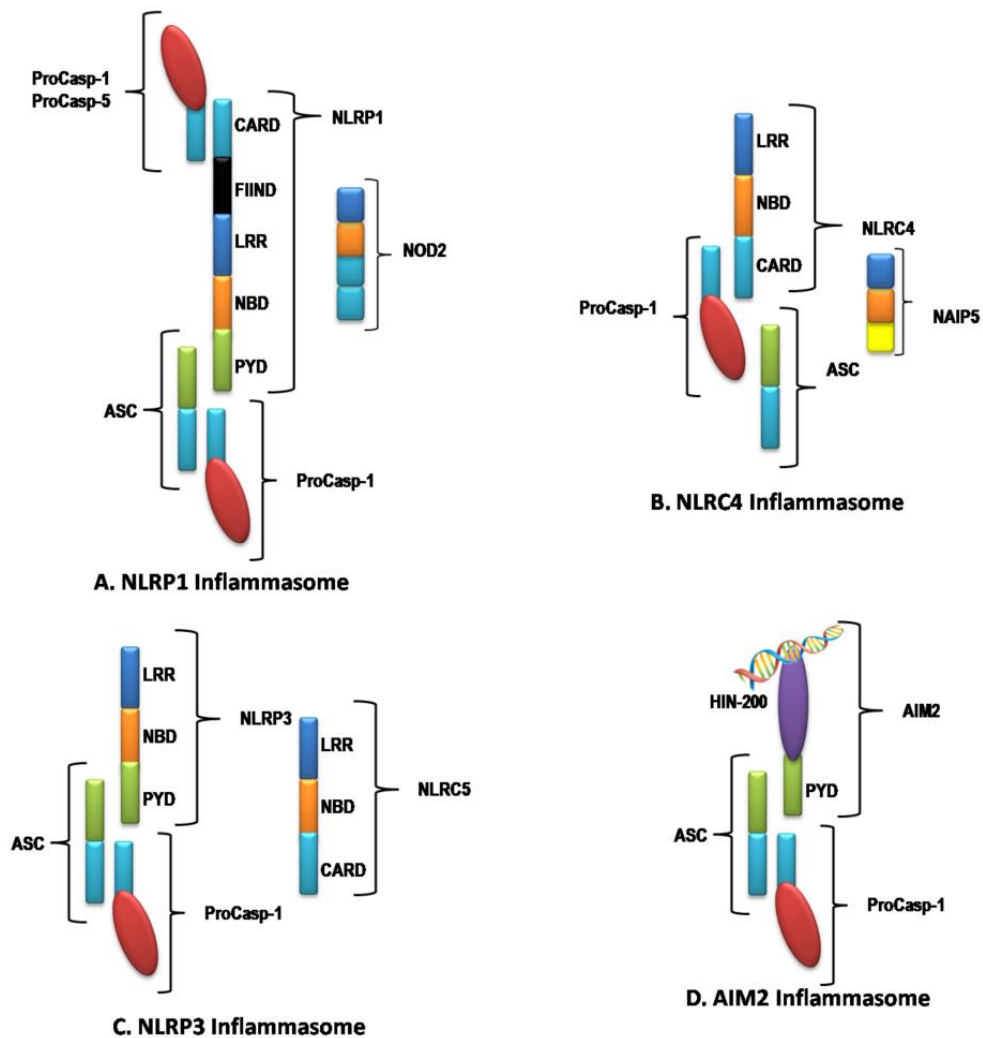 ProCasp-1
ProCasp-5
CARD
NLRP1
FIIND
LRR
NOD2
NBD
PYD
ASC
ProCasp-1
A. NLRP1 Inflammasome
LRR
NBD
NLRC4
CARD
ProCasp-1
NAIP5
ASC
B. NLRC4 Inflammasome
LRR
NLRP3
NBD
PYD
LRR
NLRC5
NBD
CARD
ASC
ProCasp-1
C. NLRP3 Inflammasome
HIN-200
AIM2
PYD
ASC
ProCasp-1
D. AIM2 Inflammasome